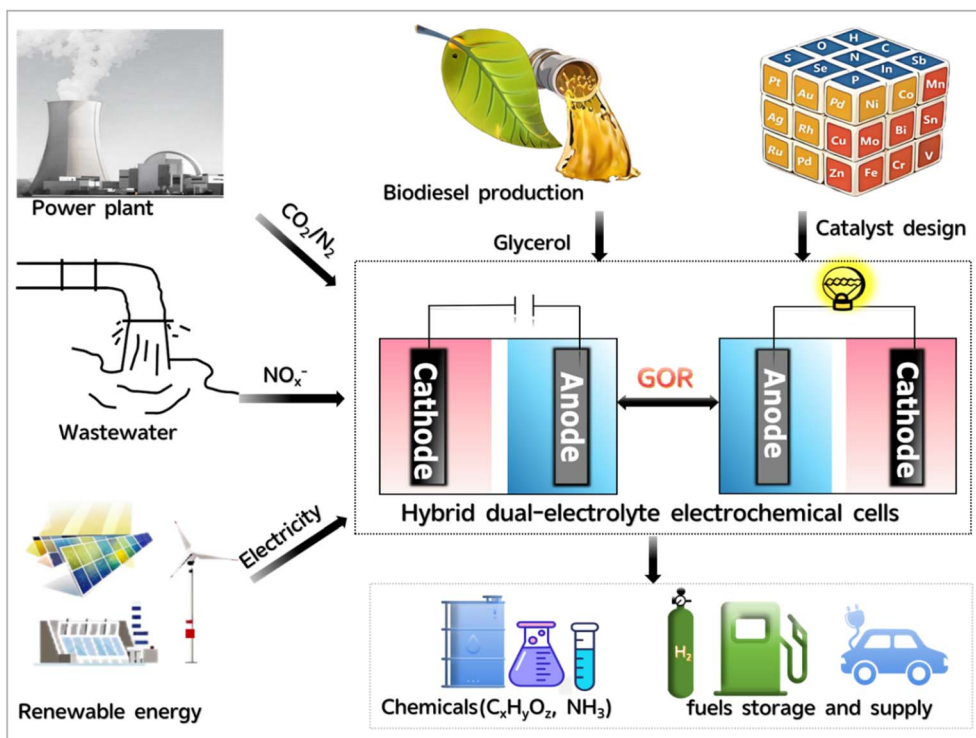 H
O
C
S
N
Sb
Se
In
P
Pt
Au
Pd
Ni
Co
Mn
Ag
Rh
Cu
Mo
Bi
Sn
Ru
Pd
Zn
Fe
Cr
V
Power plant
Biodiesel production
Catalyst design
CO₂/N₂
Glycerol
NOₓ⁻
Wastewater
Cathode
Anode
GOR
Anode
Cathode
Hybrid dual-electrolyte electrochemical cells
Electricity
Renewable energy
H₂
Chemicals(CₓHᵧO_z, NH₃)
fuels storage and supply